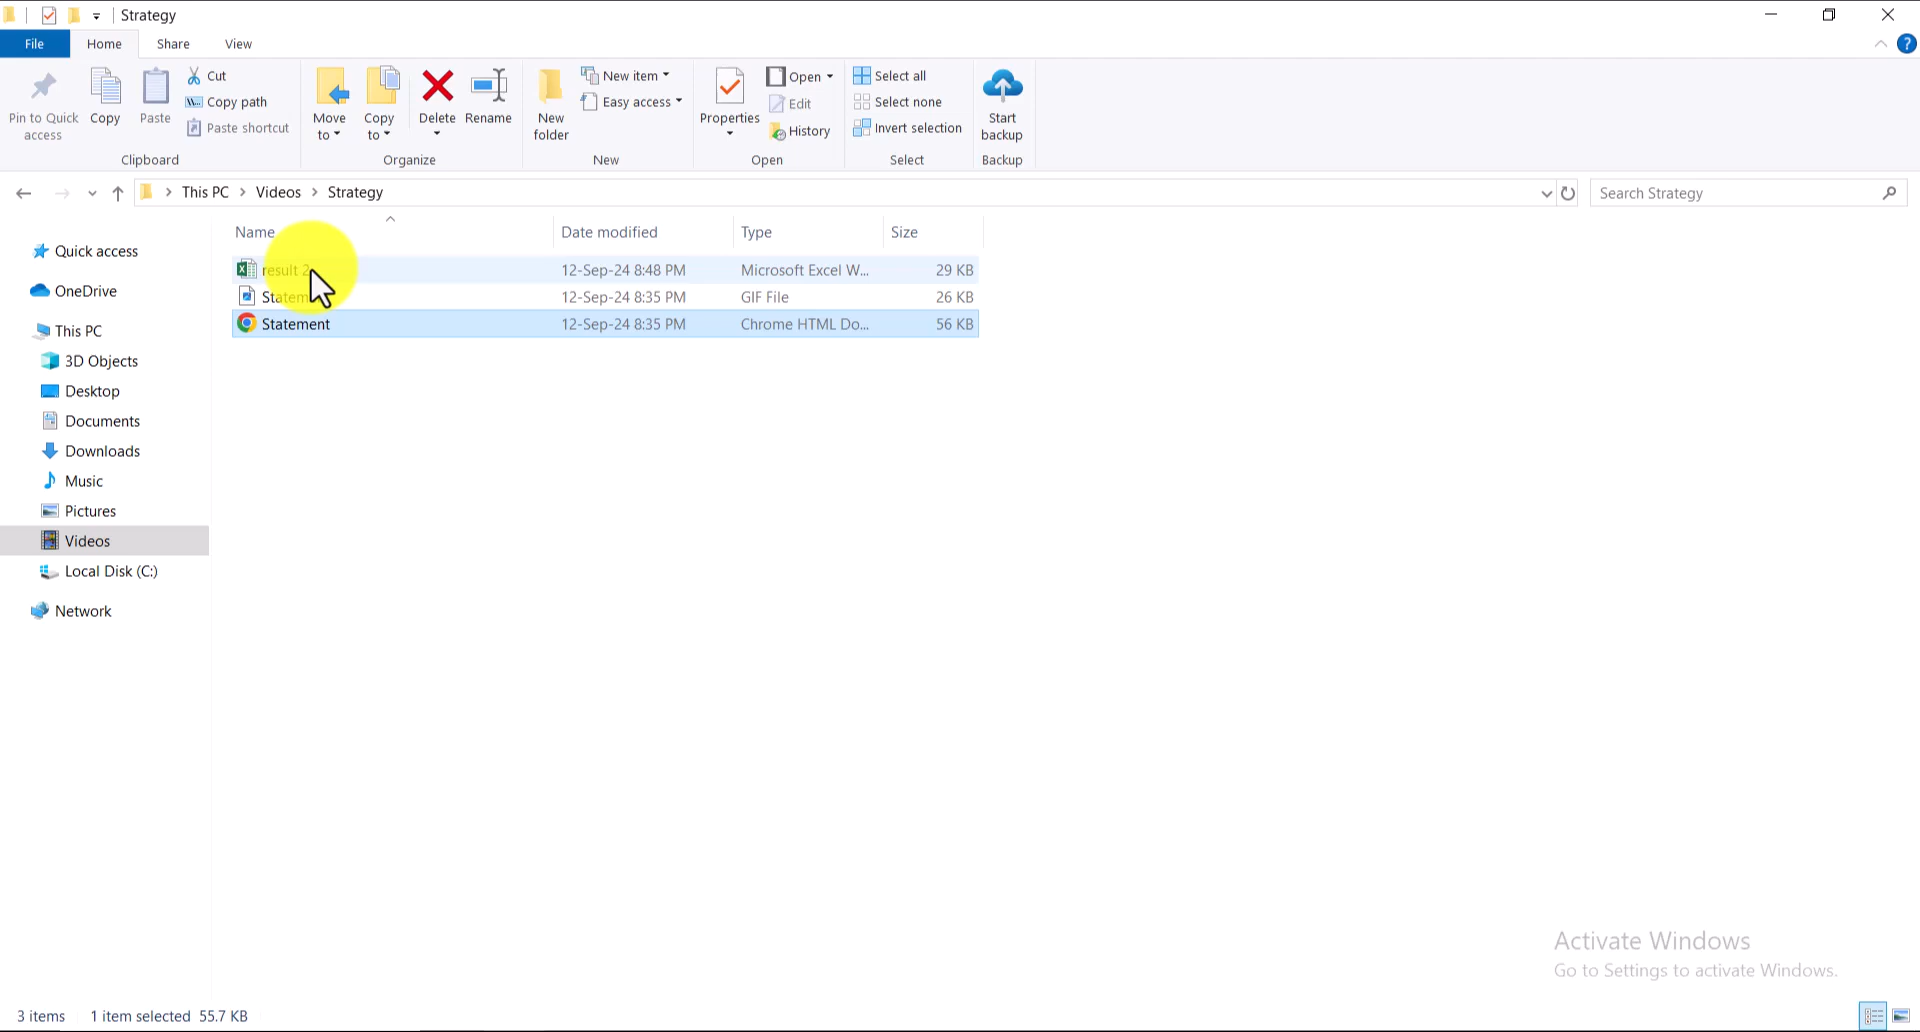 Strategy
File Home Share View
Pin to Quick access
Copy
Paste
Cut
Copy path
Paste shortcut
Clipboard
Move to
Copy to
Delete
Rename
Organize
New folder
New item
Easy access
New
Properties
Open
Edit
History
Open
Select all
Select none
Invert selection
Select
Start backup
Backup
This PC > Videos > Strategy
Search Strategy
Name Date modified Type Size
result 2 12-Sep-24 8:48 PM Microsoft Excel W... 29 KB
12-Sep-24 8:35 PM GIF File 26 KB
Statement 12-Sep-24 8:35 PM Chrome HTML Do... 56 KB
Quick access
OneDrive
This PC
3D Objects
Desktop
Documents
Downloads
Music
Pictures
Videos
Local Disk (C:)
Network
Activate Windows
Go to Settings to activate Windows.
3 items 1 item selected 55.7 KB